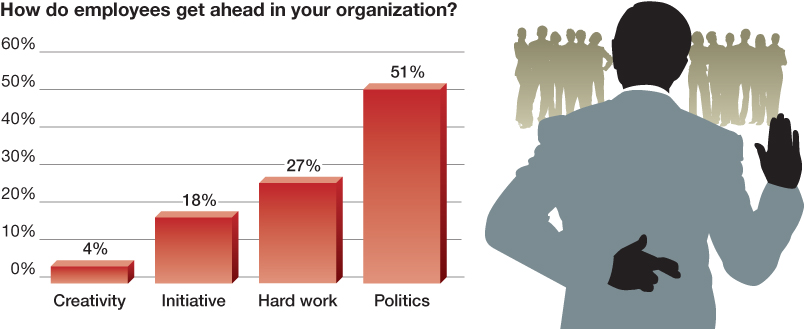 How do employees get ahead in your organization?
60%
50%
40%
30%
20%
10%
0%
4%
18%
27%
51%
Creativity
Initiative
Hard work
Politics